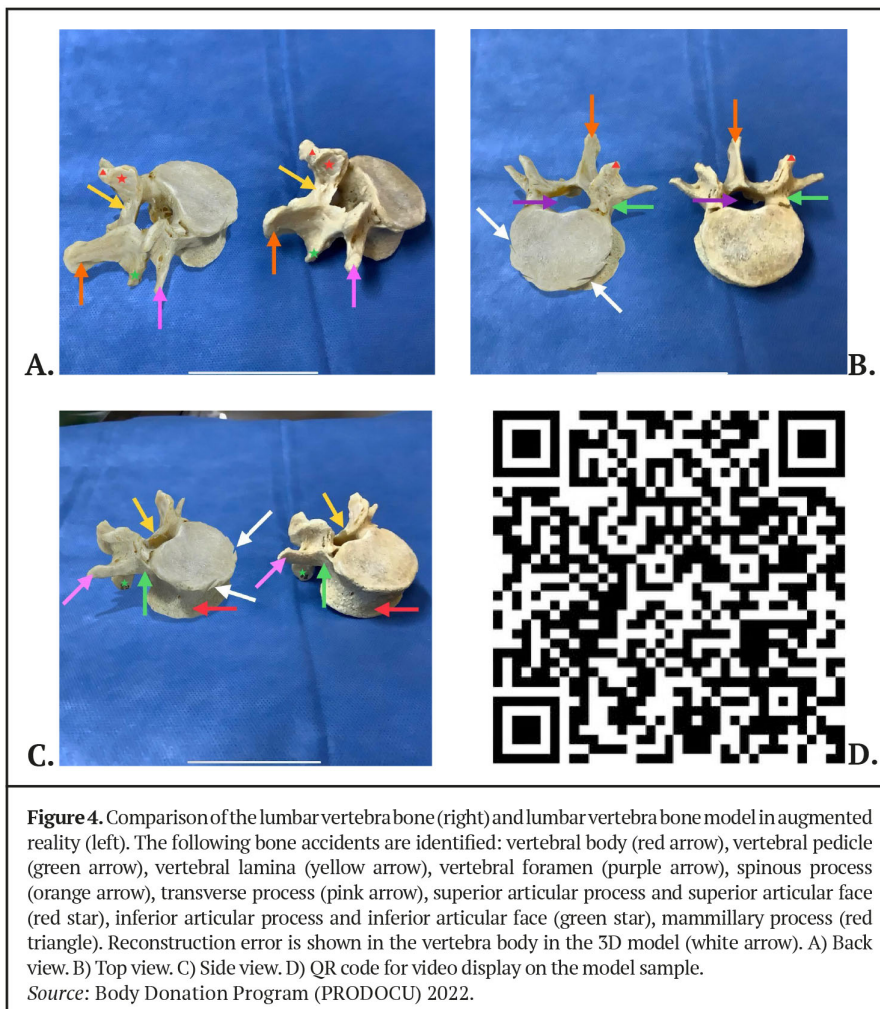 A.
B.
C.
D.
Figure 4. Comparison of the lumbar vertebra bone (right) and lumbar vertebra bone model in augmented
reality (left). The following bone accidents are identified: vertebral body (red arrow), vertebral pedicle
(green arrow), vertebral lamina (yellow arrow), vertebral foramen (purple arrow), spinous process
(orange arrow), transverse process (pink arrow), superior articular process and superior articular face
(red star), inferior articular process and inferior articular face (green star), mammillary process (red
triangle). Reconstruction error is shown in the vertebra body in the 3D model (white arrow). A) Back
view. B) Top view. C) Side view. D) QR code for video display on the model sample.
Source: Body Donation Program (PRODOCU) 2022.